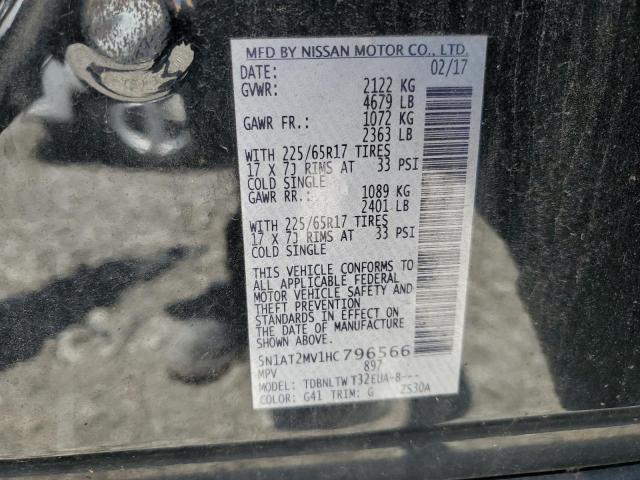 MFD BY NISSAN MOTOR CO., LTD.
DATE: 02/17
GVWR: 2122 KG
4679 LB
GAWR FR.: 1072 KG
2363 LB
WITH 225/65R17 TIRES
17 X 7J RIMS AT 33 PSI
COLD SINGLE
GAWR RR.: 1089 KG
2401 LB
WITH 225/65R17 TIRES
17 X 7J RIMS AT 33 PSI
COLD SINGLE
THIS VEHICLE CONFORMS TO
ALL APPLICABLE FEDERAL
MOTOR VEHICLE SAFETY AND
THEFT PREVENTION
STANDARDS IN EFFECT ON
THE DATE OF MANUFACTURE
SHOWN ABOVE.
5N1AT2MV1HC796566
MPV 897
MODEL: TDBNLTW T32EUA-8---
COLOR: G41 TRIM: G ZS30A